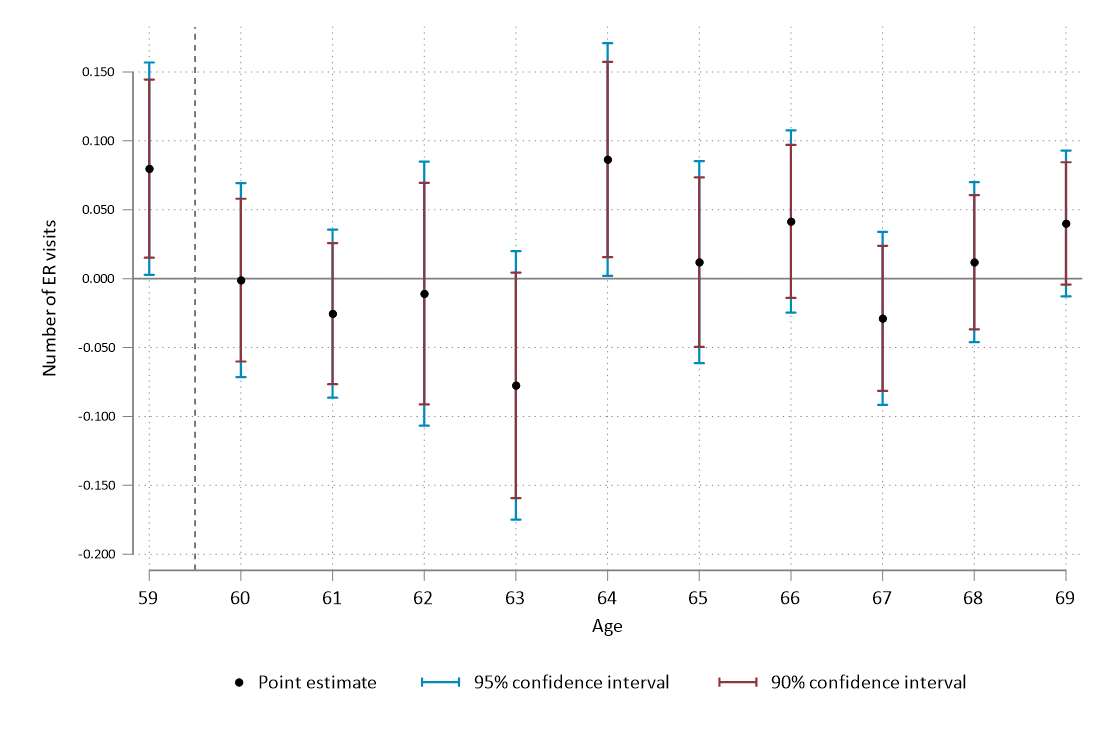 Number of ER visits
0.150
0.100
0.050
0.000
-0.050
-0.100
-0.150
-0.200
59 60 61 62 63 64 65 66 67 68 69
Age
Point estimate 95% confidence interval 90% confidence interval